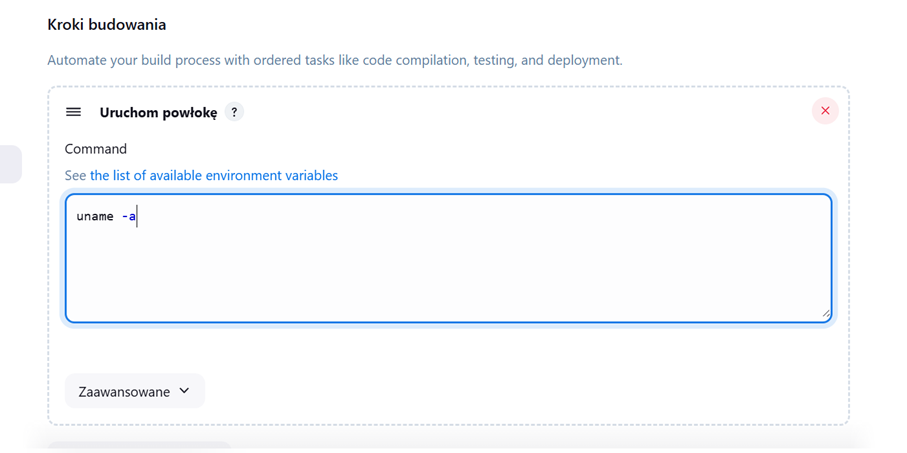 Kroki budowania
Automate your build process with ordered tasks like code compilation, testing, and deployment.
Uruchom powłokę ?
Command
See the list of available environment variables
uname -a
Zaawansowane